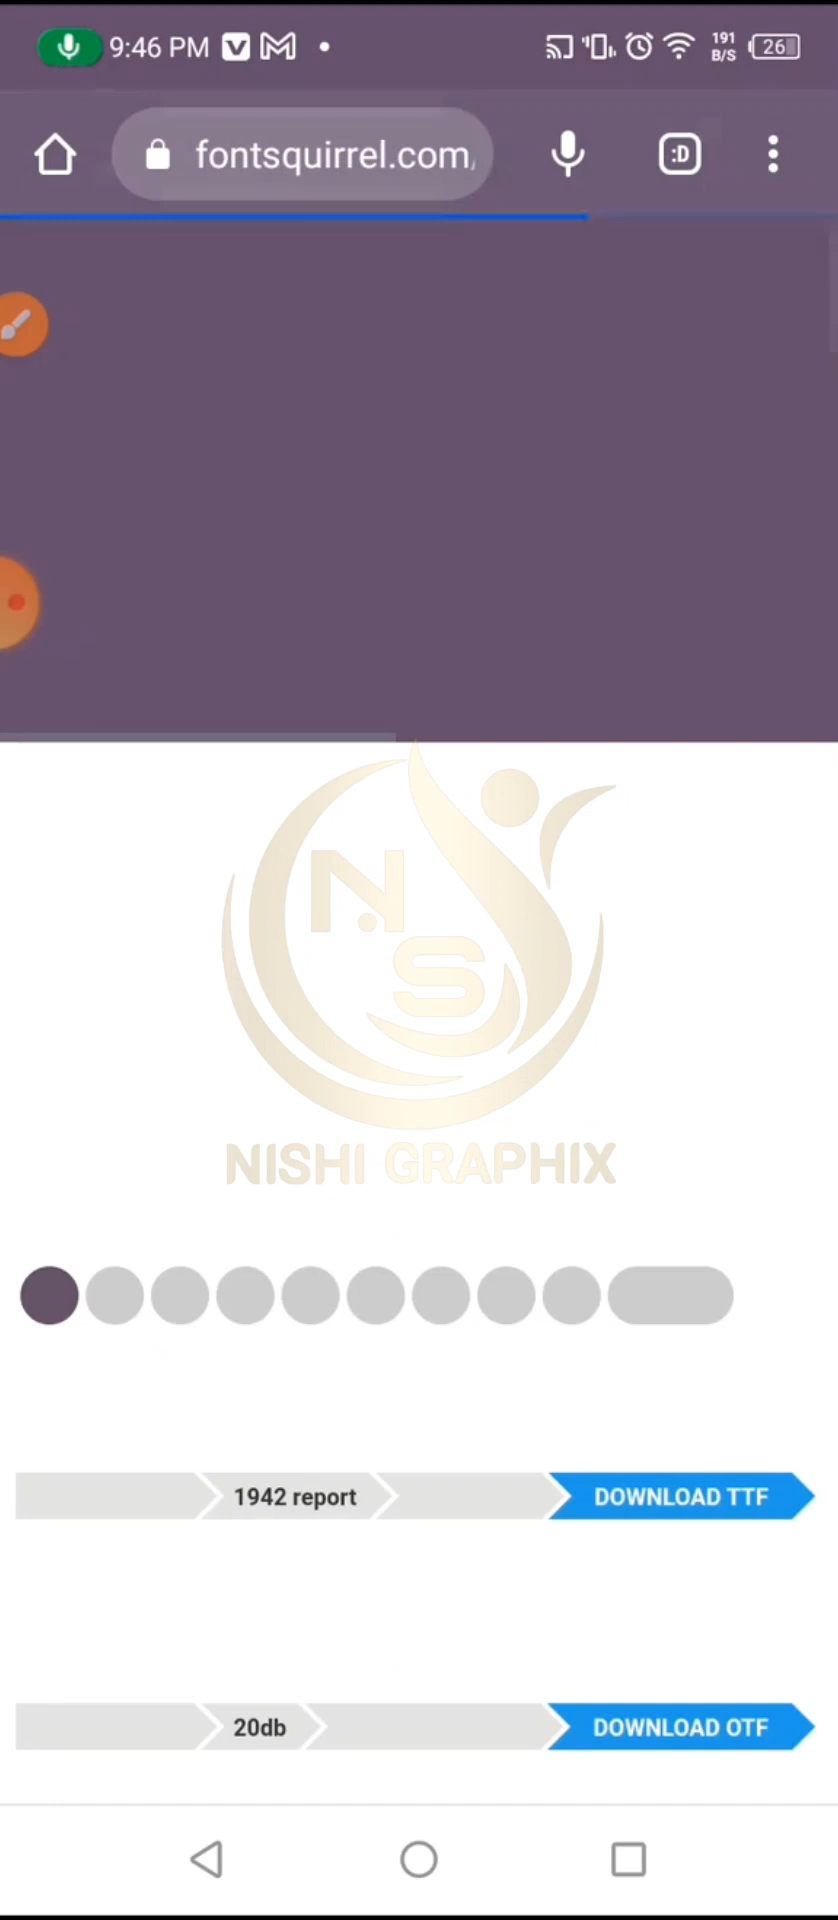 9:46 PM
191
B/S
26
fontsquirrel.com/
:D
N
S
NISHI GRAPHIX
1942 report
DOWNLOAD TTF
20db
DOWNLOAD OTF